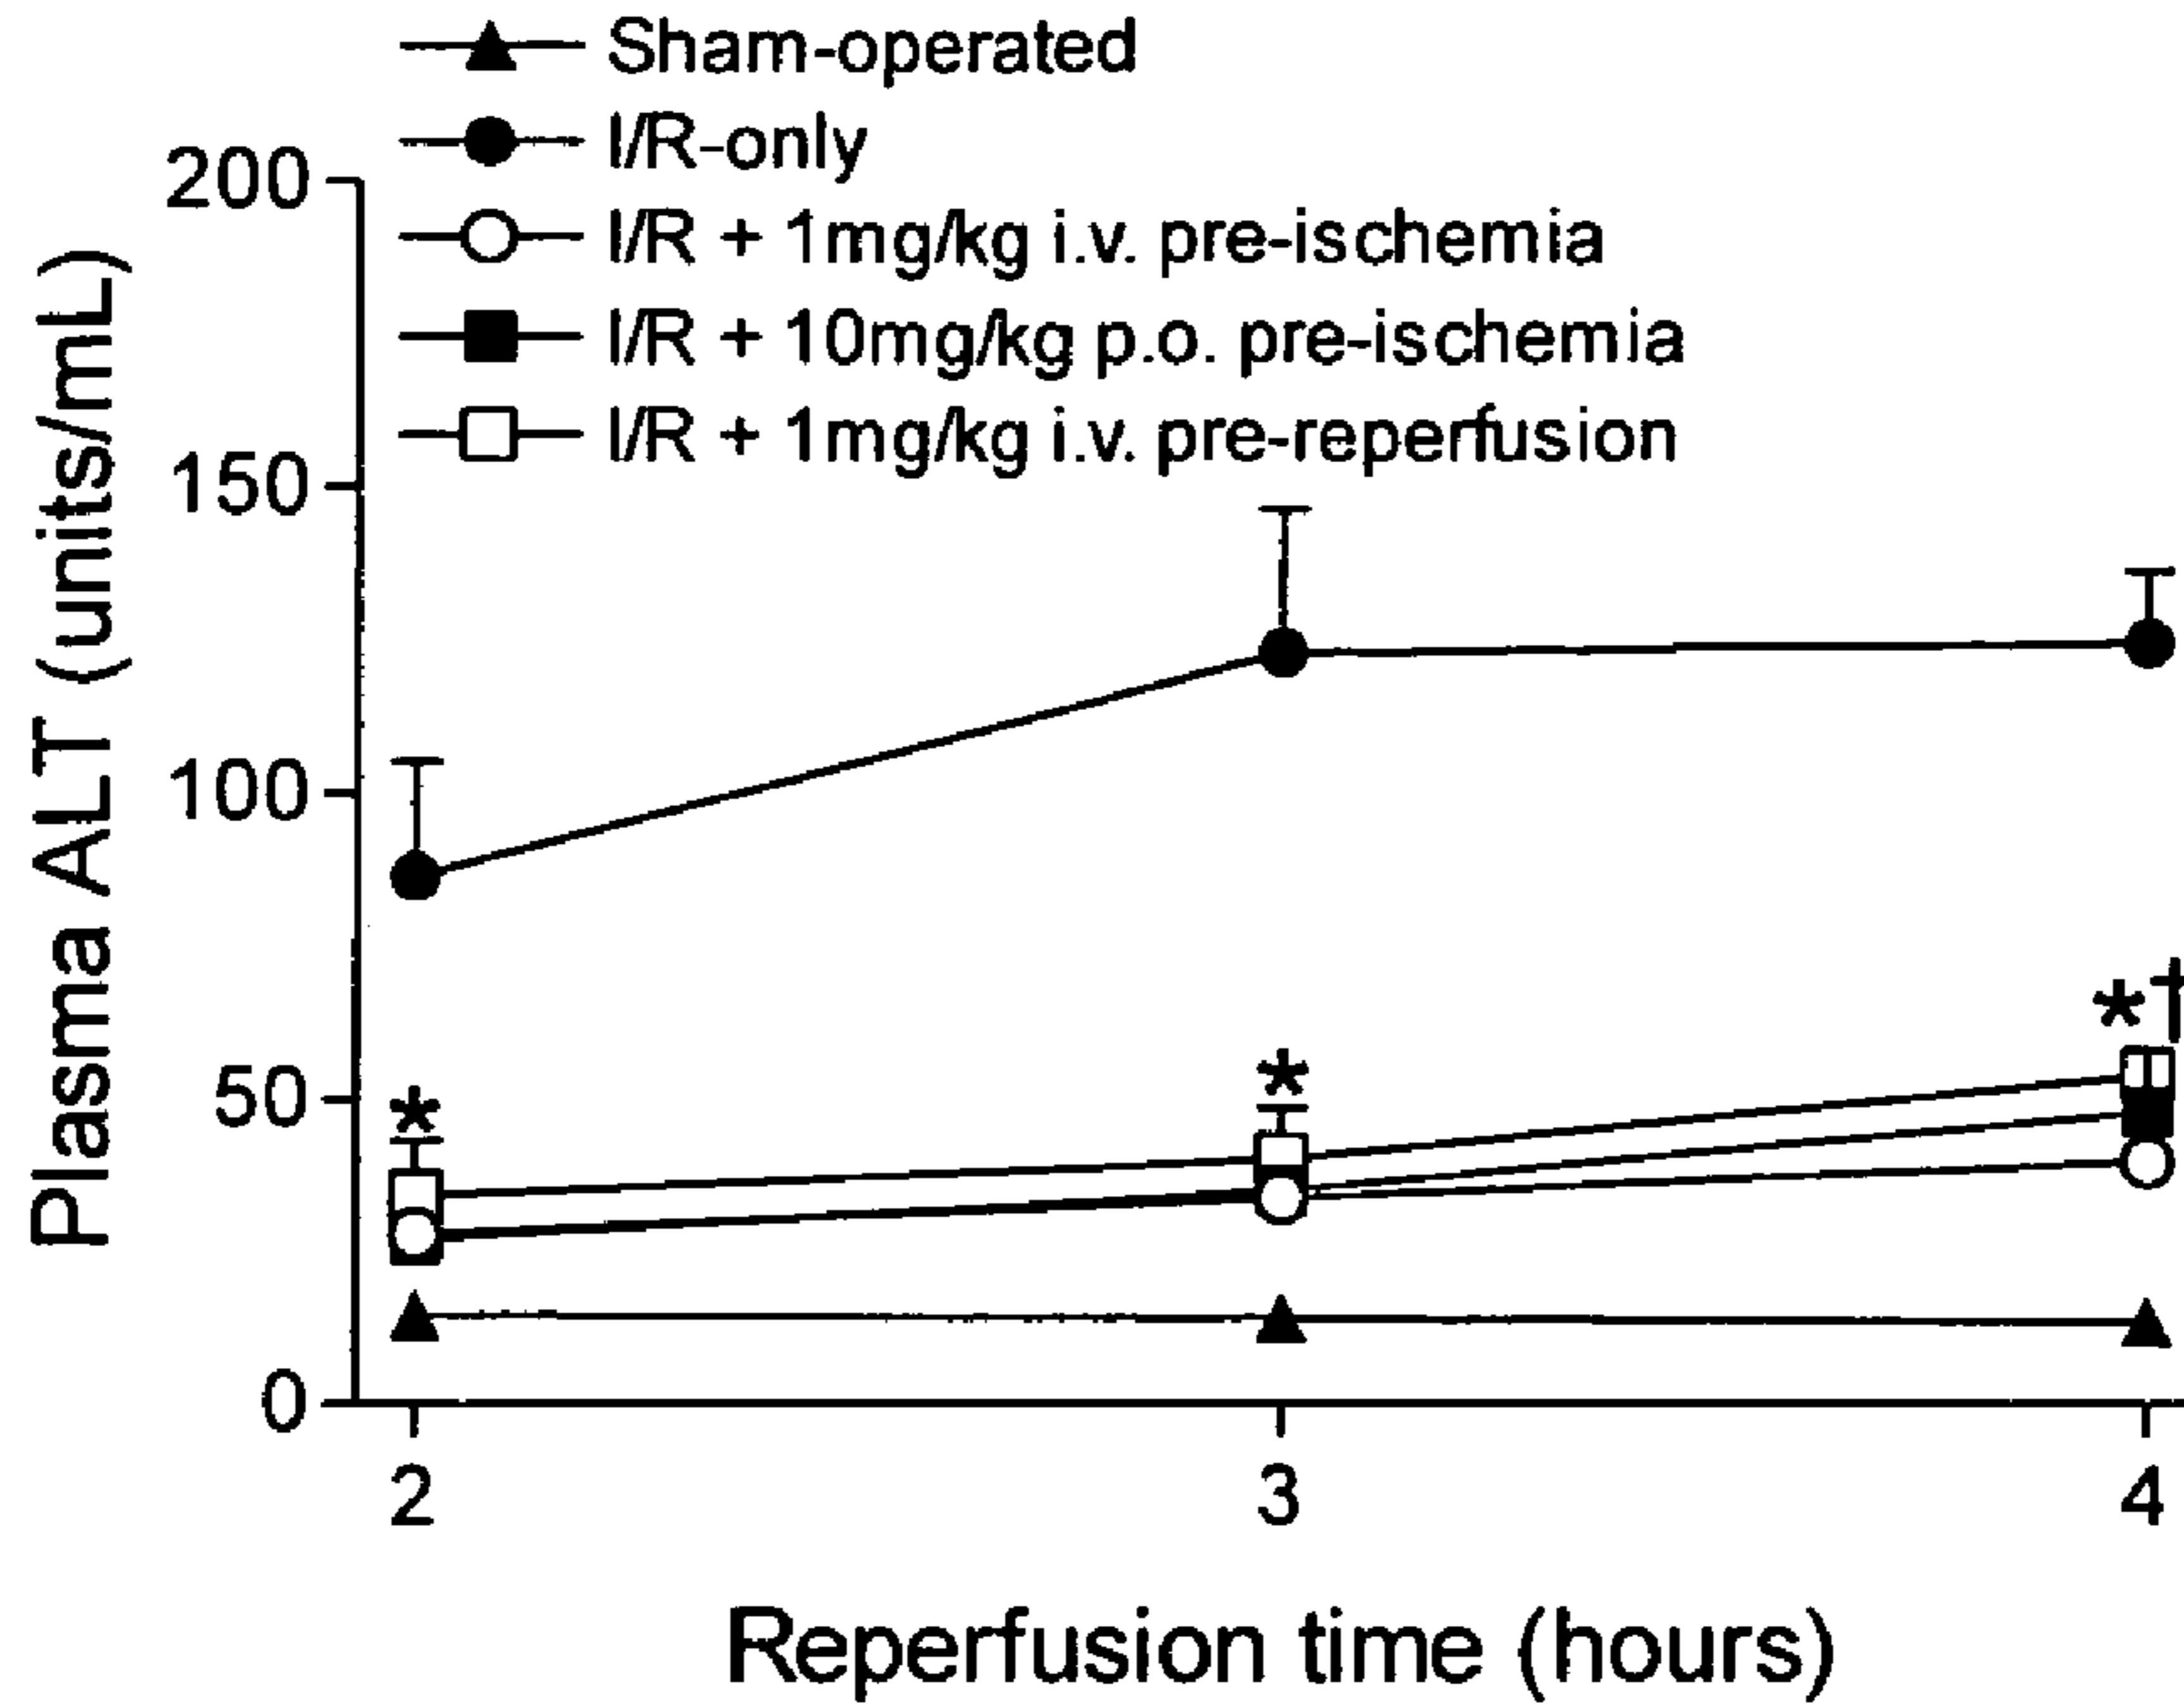 Sham-operated
I/R-only
I/R + 1mg/kg i.v. pre-ischemia
I/R + 10mg/kg p.o. pre-ischemia
I/R + 1mg/kg i.v. pre-reperfusion
Plasma ALT (units/mL)
200
150
100
50
0
*
*
*†
2
3
4
Reperfusion time (hours)